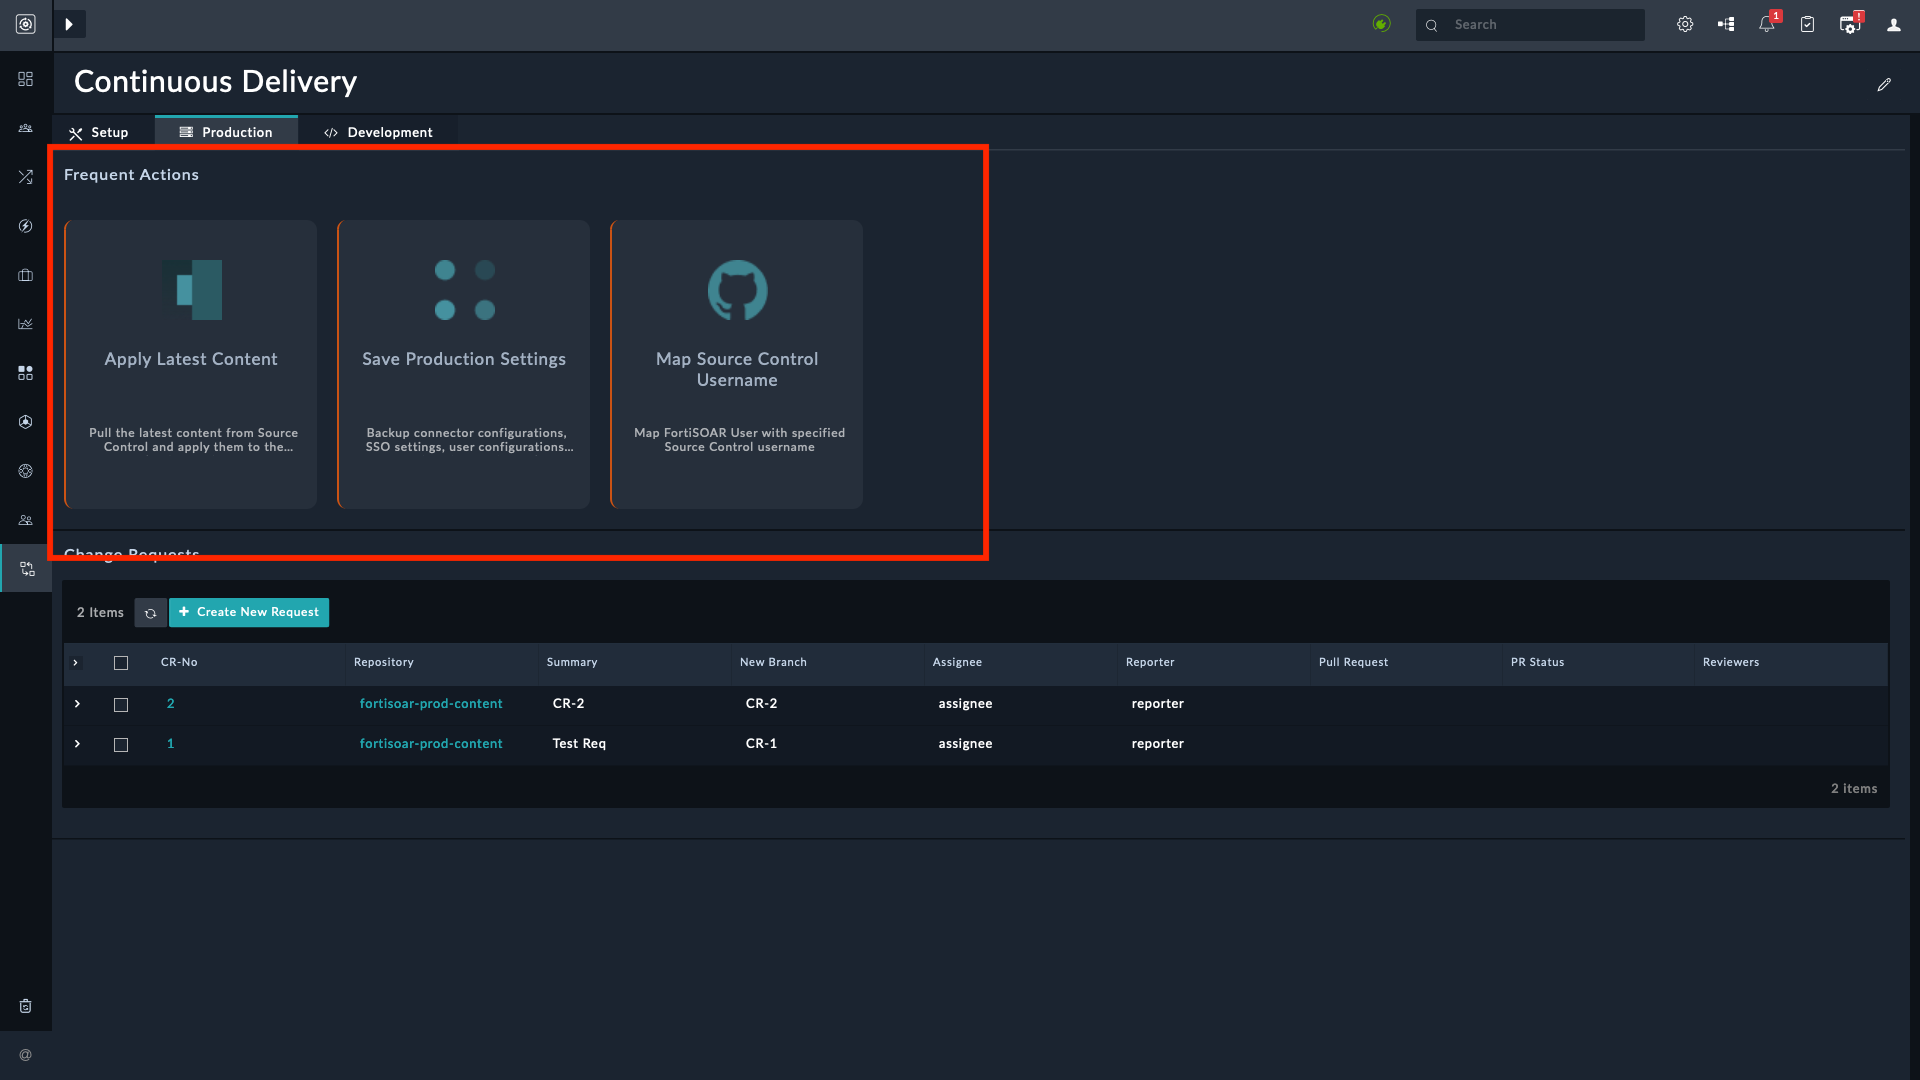 Search
1
!
Continuous Delivery
Setup
Production
Development
Frequent Actions
Apply Latest Content
Pull the latest content from Source
Control and apply them to the...
Save Production Settings
Backup connector configurations,
SSO settings, user configurations...
Map Source Control
Username
Map FortiSOAR User with specified
Source Control username
Change Requests
2 Items
+ Create New Request
CR-No Repository Summary New Branch Assignee Reporter Pull Request PR Status Reviewers
2 fortisoar-prod-content CR-2 CR-2 assignee reporter
1 fortisoar-prod-content Test Req CR-1 assignee reporter
2 items
@